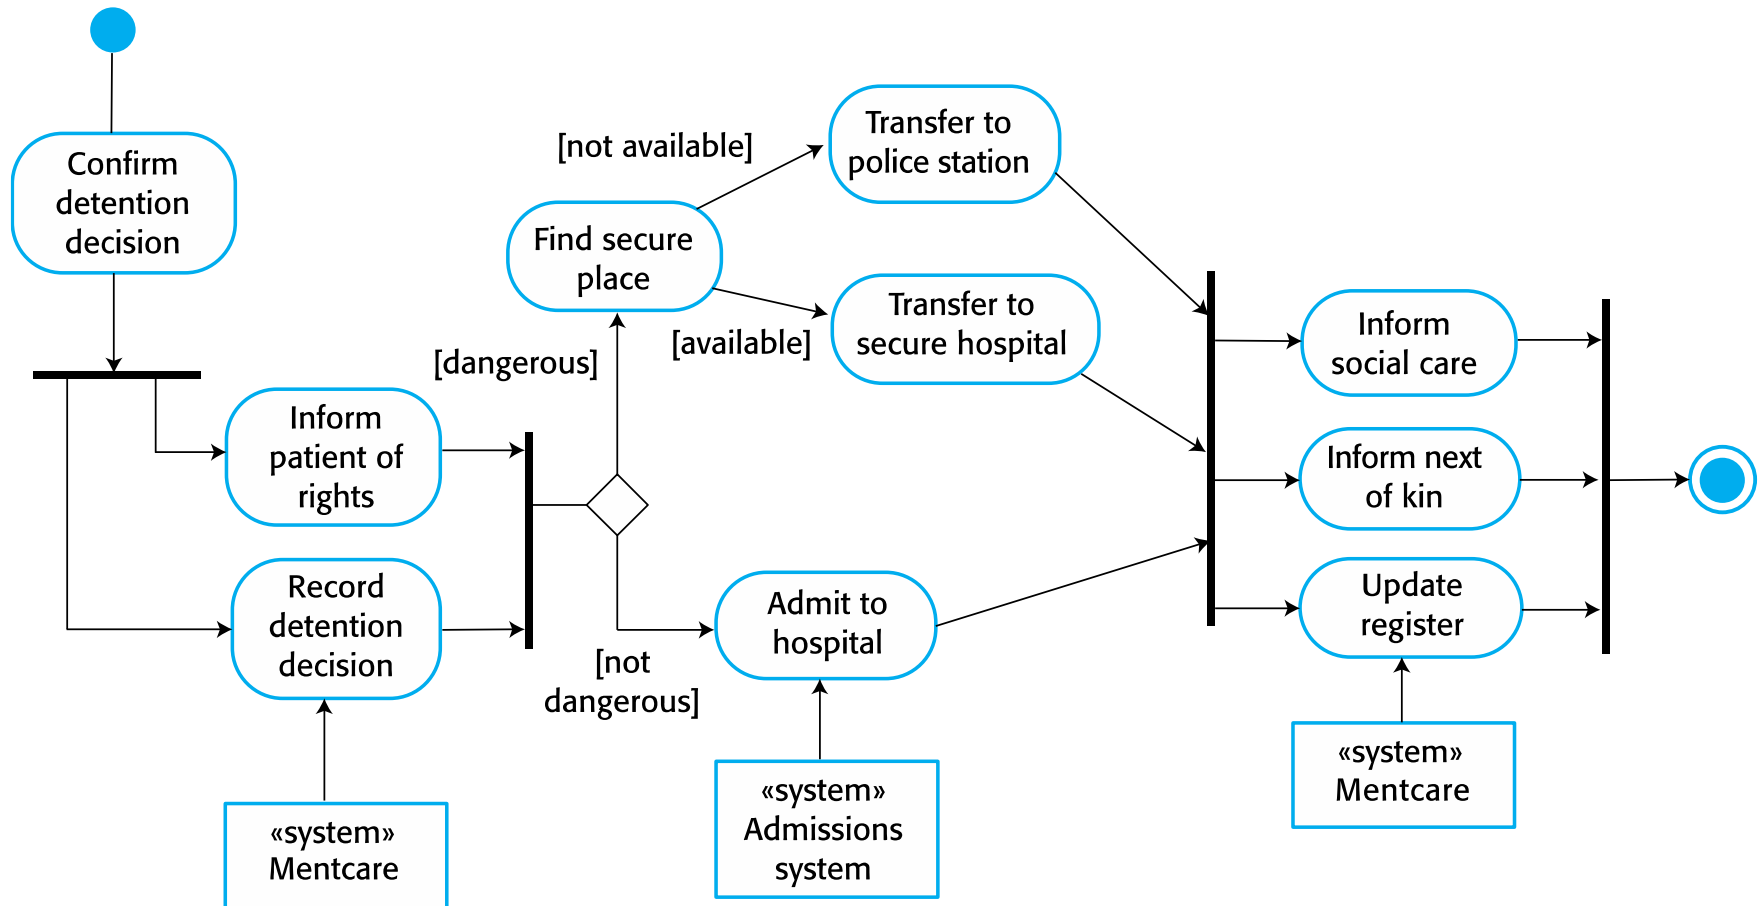 Confirm
detention
decision
Inform
patient of
rights
Record
detention
decision
«system»
Mentcare
[dangerous]
[not
dangerous]
Find secure
place
[not available]
[available]
Transfer to
police station
Transfer to
secure hospital
Admit to
hospital
«system»
Admissions
system
Inform
social care
Inform next
of kin
Update
register
«system»
Mentcare